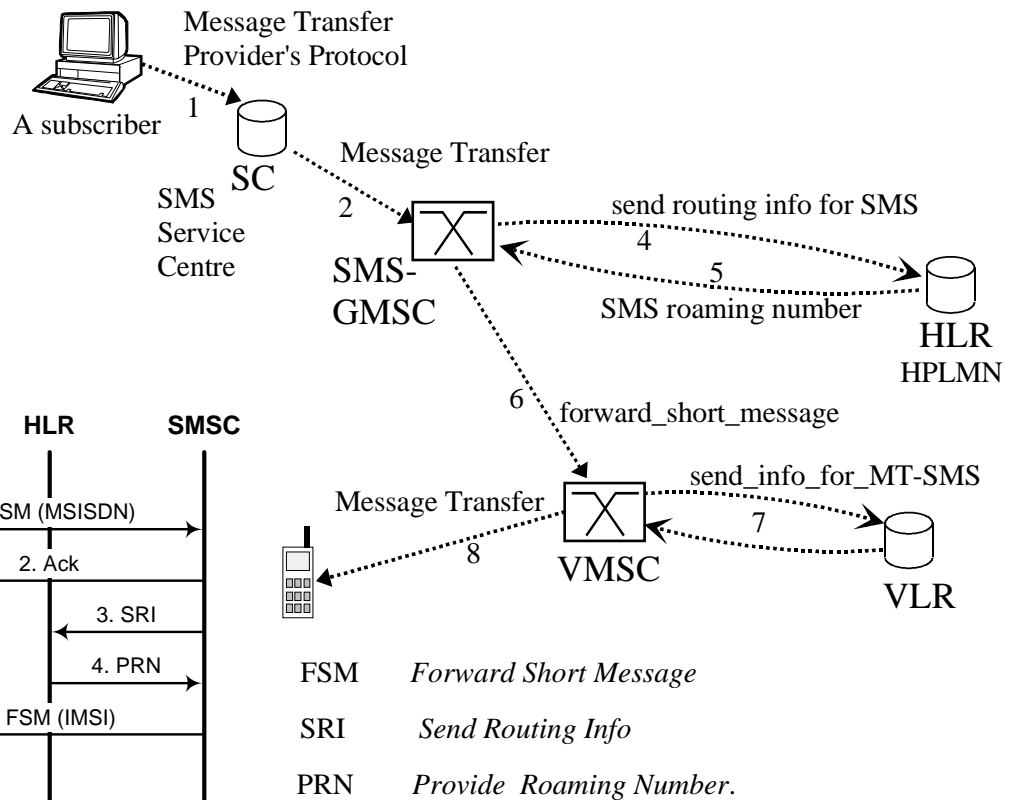 Message Transfer
Provider's Protocol
1
A subscriber
SC
Message Transfer
SMS
Service
Centre
2
send routing info for SMS
4
5
SMS-
GMSC
SMS roaming number
HLR
HPLMN
6
forward_short_message
HLR SMSC
send_info_for_MT-SMS
Message Transfer
7
SM (MSISDN)
8
VMSC
2. Ack
VLR
3. SRI
4. PRN
FSM Forward Short Message
FSM (IMSI)
SRI Send Routing Info
PRN Provide Roaming Number.